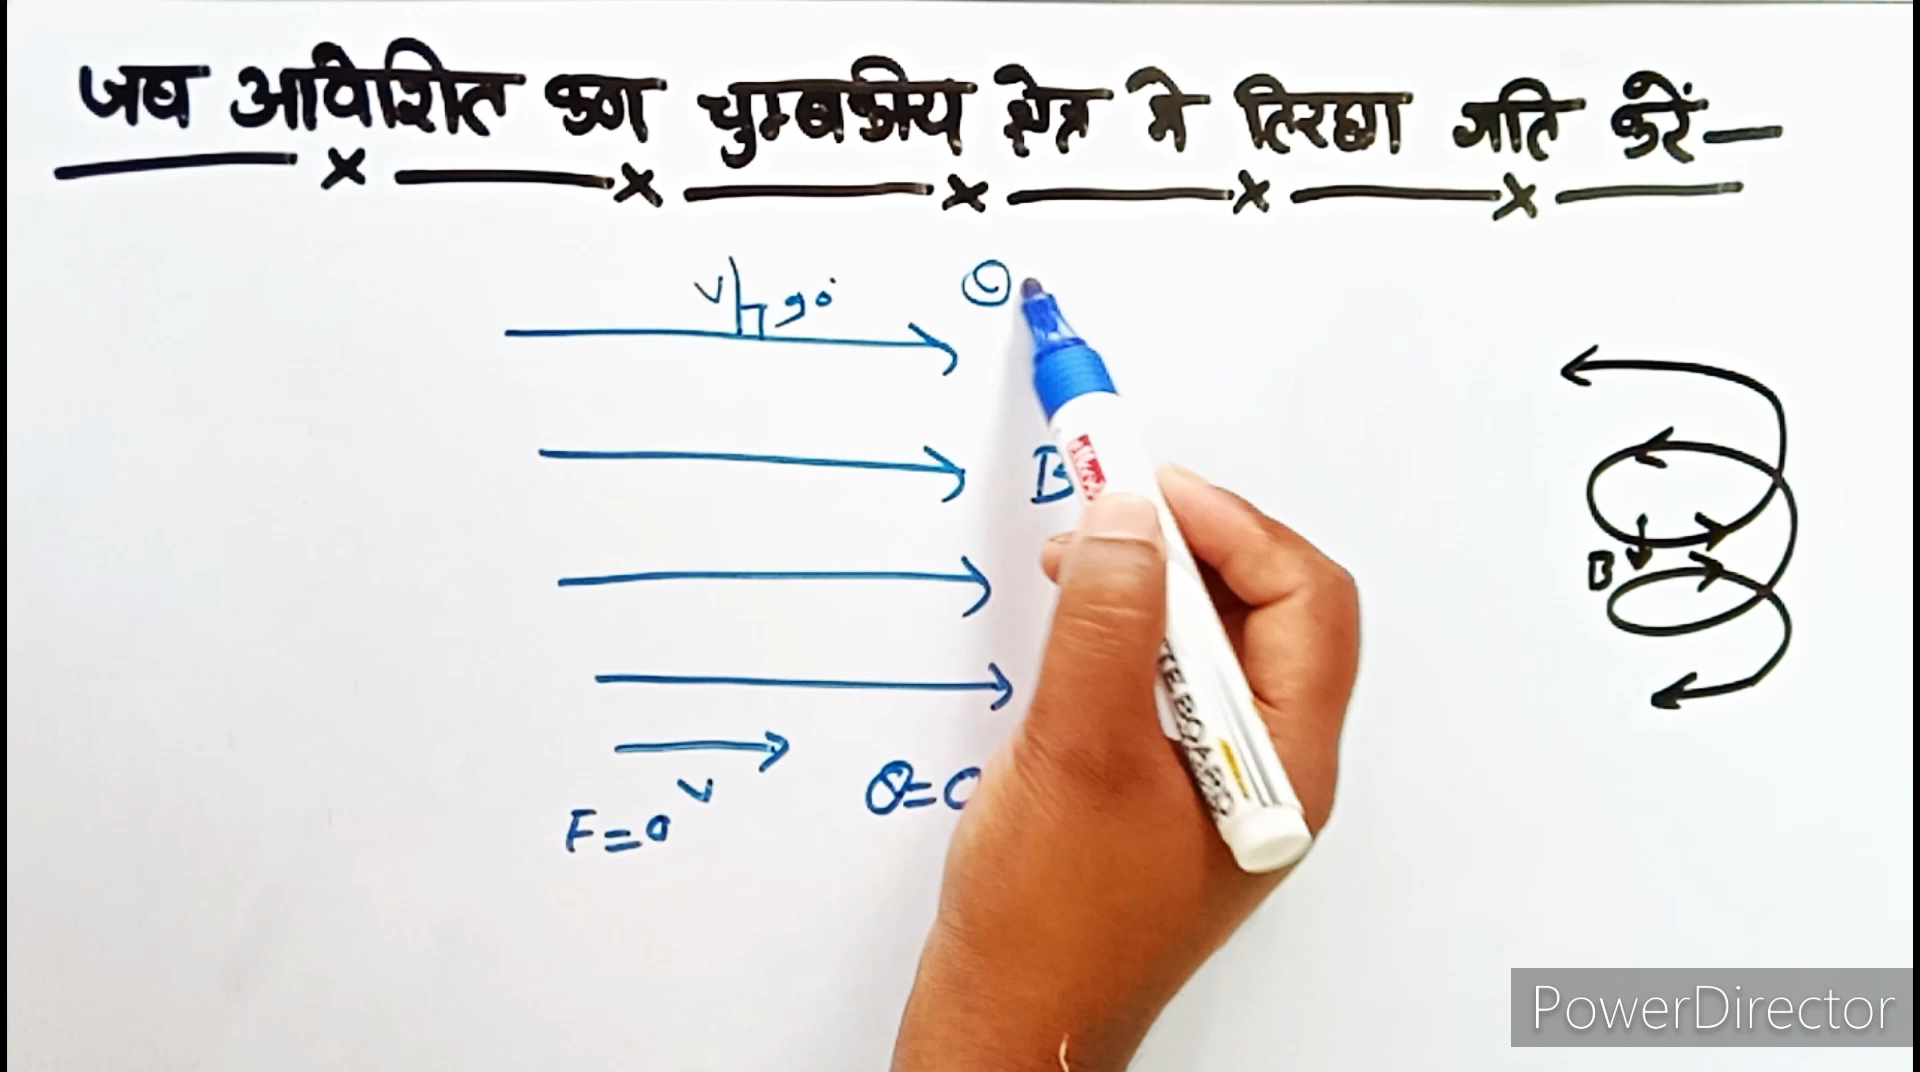 जब आवेशित कण चुम्बकीय क्षेत्र में तिरछा गति करें—
V 90°
B
B
V
θ=0
F=0
PowerDirector